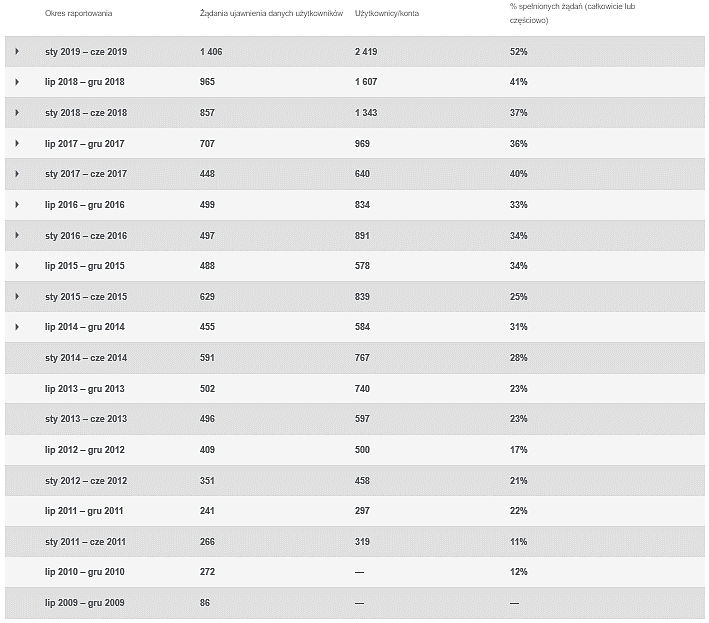 Okres raportowania Żądania ujawnienia danych użytkowników Użytkownicy/konta % spełnionych żądań (całkowicie lub
częściowo)
sty 2019 – cze 2019 1 406 2 419 52%
lip 2018 – gru 2018 965 1 607 41%
sty 2018 – cze 2018 857 1 343 37%
lip 2017 – gru 2017 707 969 36%
sty 2017 – cze 2017 448 640 40%
lip 2016 – gru 2016 499 834 33%
sty 2016 – cze 2016 497 891 34%
lip 2015 – gru 2015 488 578 34%
sty 2015 – cze 2015 629 839 25%
lip 2014 – gru 2014 455 584 31%
sty 2014 – cze 2014 591 767 28%
lip 2013 – gru 2013 502 740 23%
sty 2013 – cze 2013 496 597 23%
lip 2012 – gru 2012 409 500 17%
sty 2012 – cze 2012 351 458 21%
lip 2011 – gru 2011 241 297 22%
sty 2011 – cze 2011 266 319 11%
lip 2010 – gru 2010 272 — 12%
lip 2009 – gru 2009 86 — —